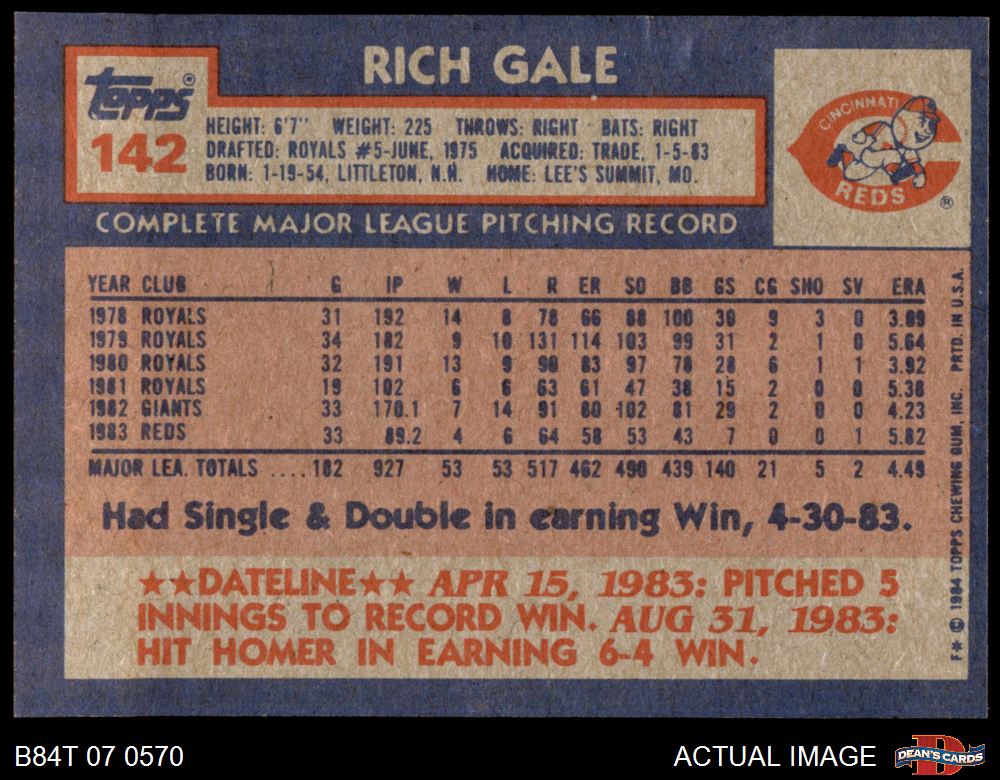 RICH GALE
Topps®
142
HEIGHT: 6'7" WEIGHT: 225 THROWS: RIGHT BATS: RIGHT
DRAFTED: ROYALS #5-JUNE, 1975 ACQUIRED: TRADE, 1-5-83
BORN: 1-19-54, LITTLETON, N.H. HOME: LEE'S SUMMIT, MO.
CINCINNATI
REDS
®
COMPLETE MAJOR LEAGUE PITCHING RECORD
YEAR CLUB G IP W L R ER SO BB GS CG SHO SV ERA
1978 ROYALS 31 192 14 8 78 66 88 100 30 9 3 0 3.09
1979 ROYALS 34 182 9 10 131 114 103 99 31 2 1 0 5.64
1980 ROYALS 32 191 13 9 90 83 97 78 28 6 1 1 3.92
1981 ROYALS 19 102 6 6 63 61 47 38 15 2 0 0 5.38
1982 GIANTS 33 170.1 7 14 91 80 102 81 29 2 0 0 4.23
1983 REDS 33 89.2 4 6 64 58 53 43 7 0 0 1 5.82
MAJOR LEA. TOTALS ....182 927 53 53 517 462 490 439 140 21 5 2 4.49
Had Single & Double in earning Win, 4-30-83.
★★DATELINE★★ APR 15, 1983: PITCHED 5
INNINGS TO RECORD WIN. AUG 31, 1983:
HIT HOMER IN EARNING 6-4 WIN.
F* © 1984 TOPPS CHEWING GUM, INC. PRTD. IN U.S.A.
B84T 07 0570
ACTUAL IMAGE
DEAN'S CARDS